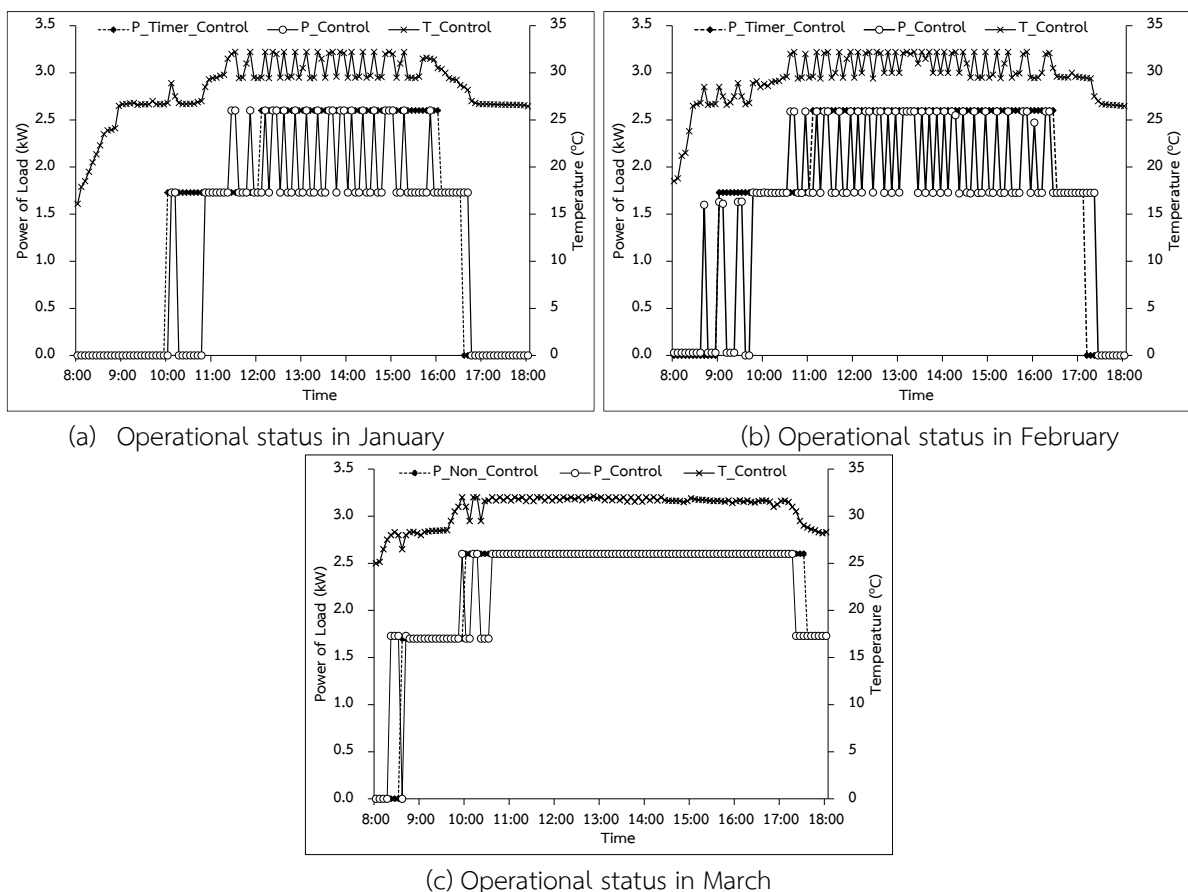 P_Timer_Control P_Control T_Control
Power of Load (kW)
3.5
3.0
2.5
2.0
1.5
1.0
0.5
0.0
Temperature (°C)
35
30
25
20
15
10
5
0
8:00 9:00 10:00 11:00 12:00 13:00 14:00 15:00 16:00 17:00 18:00
Time
(a) Operational status in January
P_Timer_Control P_Control T_Control
Power of Load (kW)
3.5
3.0
2.5
2.0
1.5
1.0
0.5
0.0
Temperature (°C)
35
30
25
20
15
10
5
0
8:00 9:00 10:00 11:00 12:00 13:00 14:00 15:00 16:00 17:00 18:00
Time
(b) Operational status in February
P_Non_Control P_Control T_Control
Power of Load (kW)
3.5
3.0
2.5
2.0
1.5
1.0
0.5
0.0
Temperature (°C)
35
30
25
20
15
10
5
0
8:00 9:00 10:00 11:00 12:00 13:00 14:00 15:00 16:00 17:00 18:00
Time
(c) Operational status in March